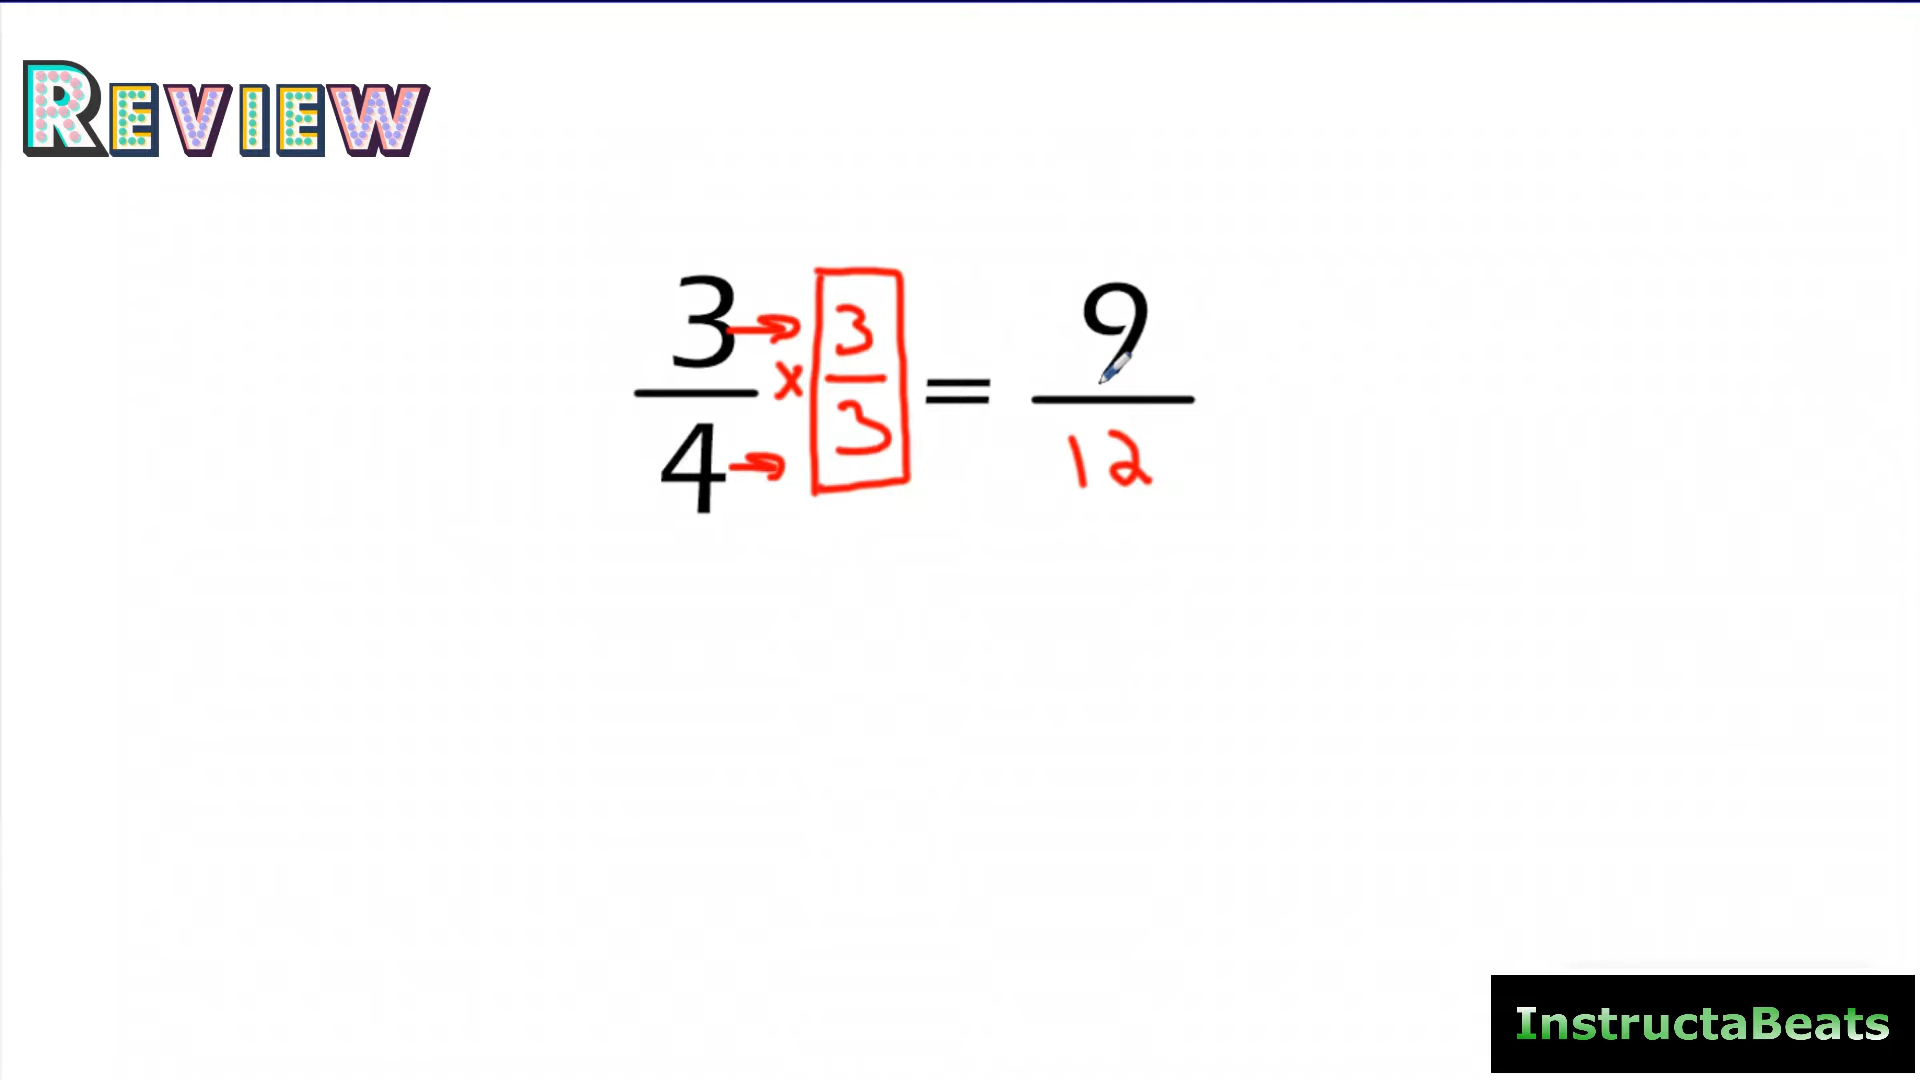 REVIEW
3/4 x 3/3 = 9/12
InstructaBeats